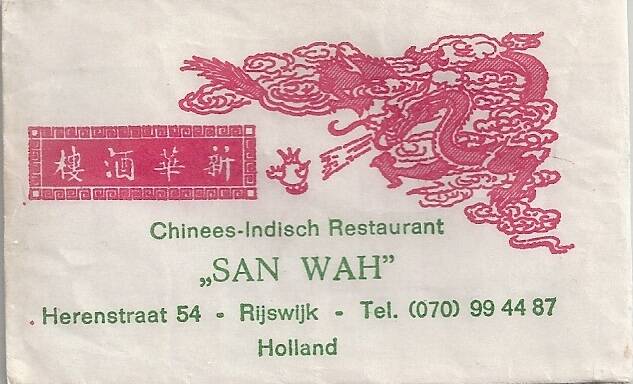 新華酒樓
Chinees-Indisch Restaurant
„SAN WAH”
Herenstraat 54 - Rijswijk - Tel. (070) 99 44 87
Holland